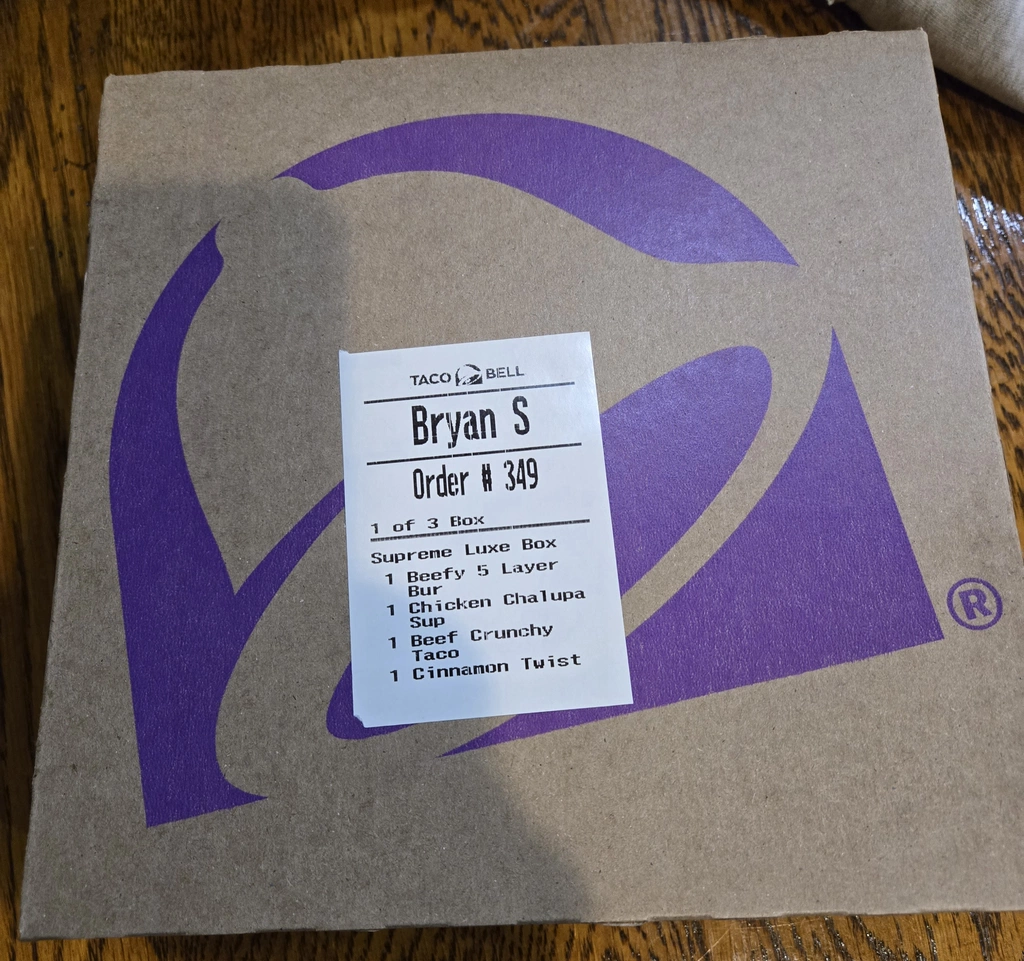 TACO BELL
Bryan S
Order # 349
1 of 3 Box
Supreme Luxe Box
1 Beefy 5 Layer
Bur
1 Chicken Chalupa
Sup
1 Beef Crunchy
Taco
1 Cinnamon Twist
®